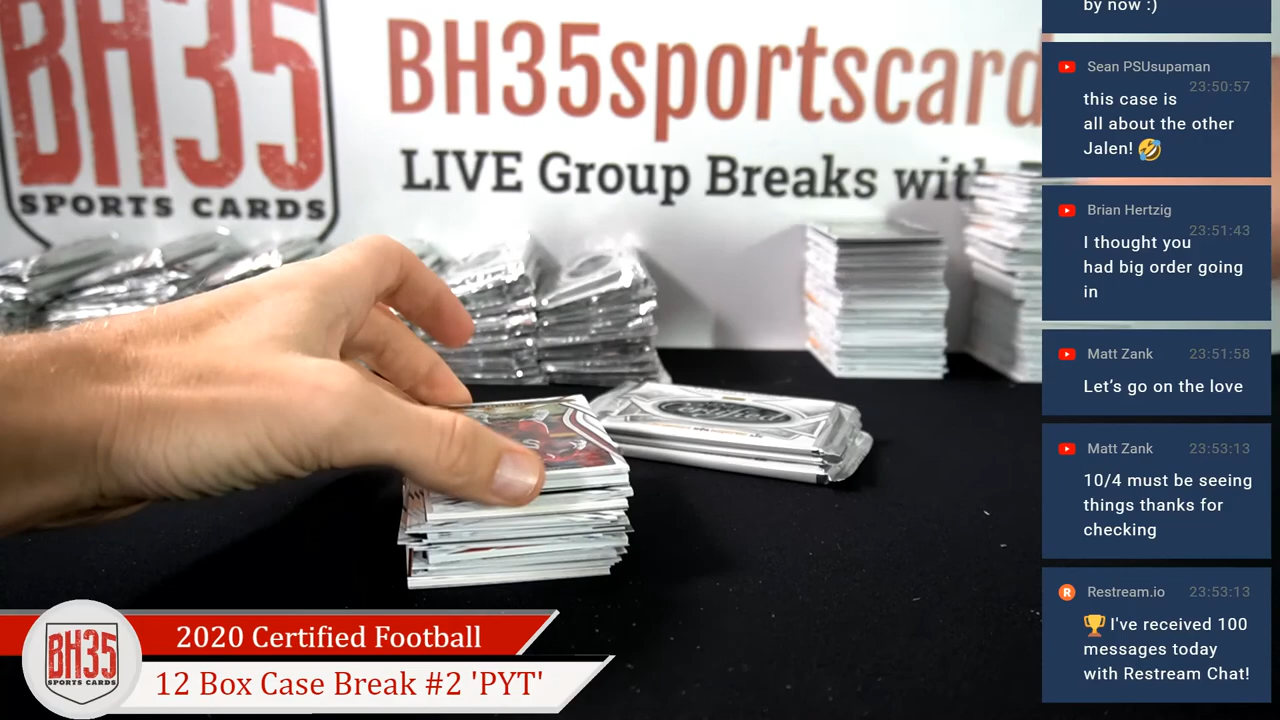 BH35
SPORTS CARDS
BH35sportscard
LIVE Group Breaks with
by now :)
Sean PSUsupaman
23:50:57
this case is
all about the other
Jalen! 🤣
Brian Hertzig
23:51:43
I thought you
had big order going
in
Matt Zank 23:51:58
Let's go on the love
Matt Zank 23:53:13
10/4 must be seeing
things thanks for
checking
Restream.io 23:53:13
🏆 I've received 100
messages today
with Restream Chat!
certified
BH35
SPORTS CARDS
2020 Certified Football
12 Box Case Break #2 'PYT'